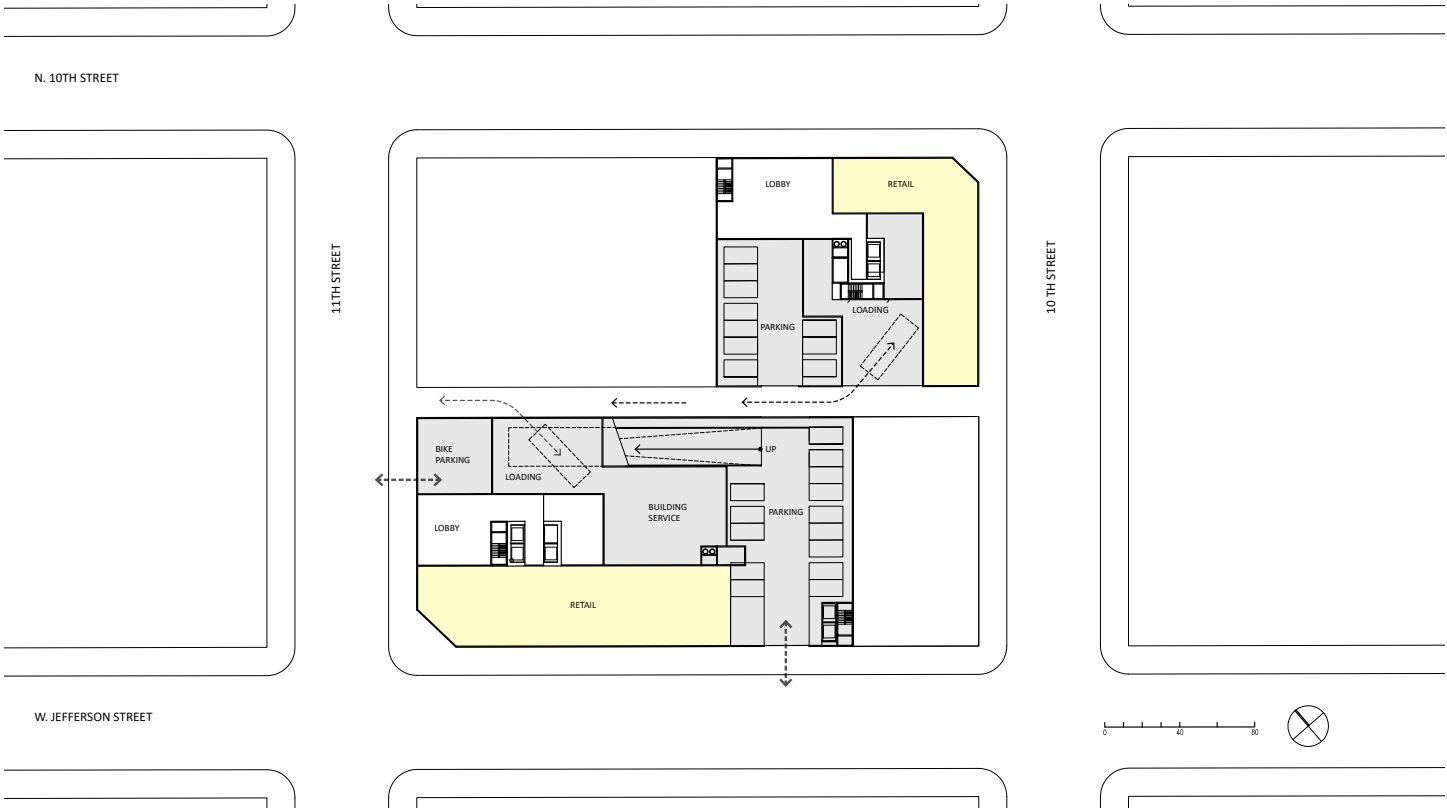 N. 10TH STREET
LOBBY
RETAIL
11TH STREET
10 TH STREET
LOADING
PARKING
BIKE
PARKING
UP
LOADING
BUILDING
SERVICE
PARKING
LOBBY
RETAIL
W. JEFFERSON STREET
0 40 80